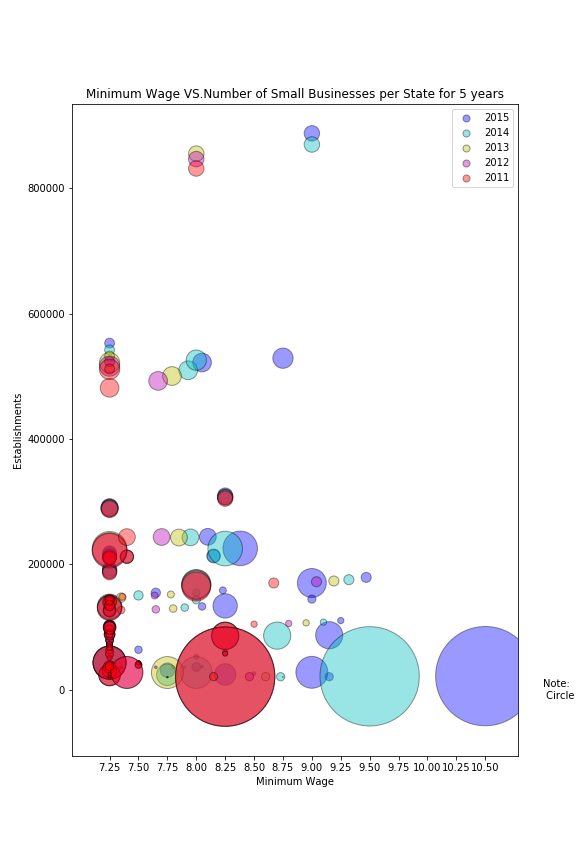 Minimum Wage VS.Number of Small Businesses per State for 5 years
2015
2014
2013
2012
2011
800000
600000
400000
200000
0
Establishments
7.25 7.50 7.75 8.00 8.25 8.50 8.75 9.00 9.25 9.50 9.75 10.00 10.25 10.50
Minimum Wage
Note:
Circle